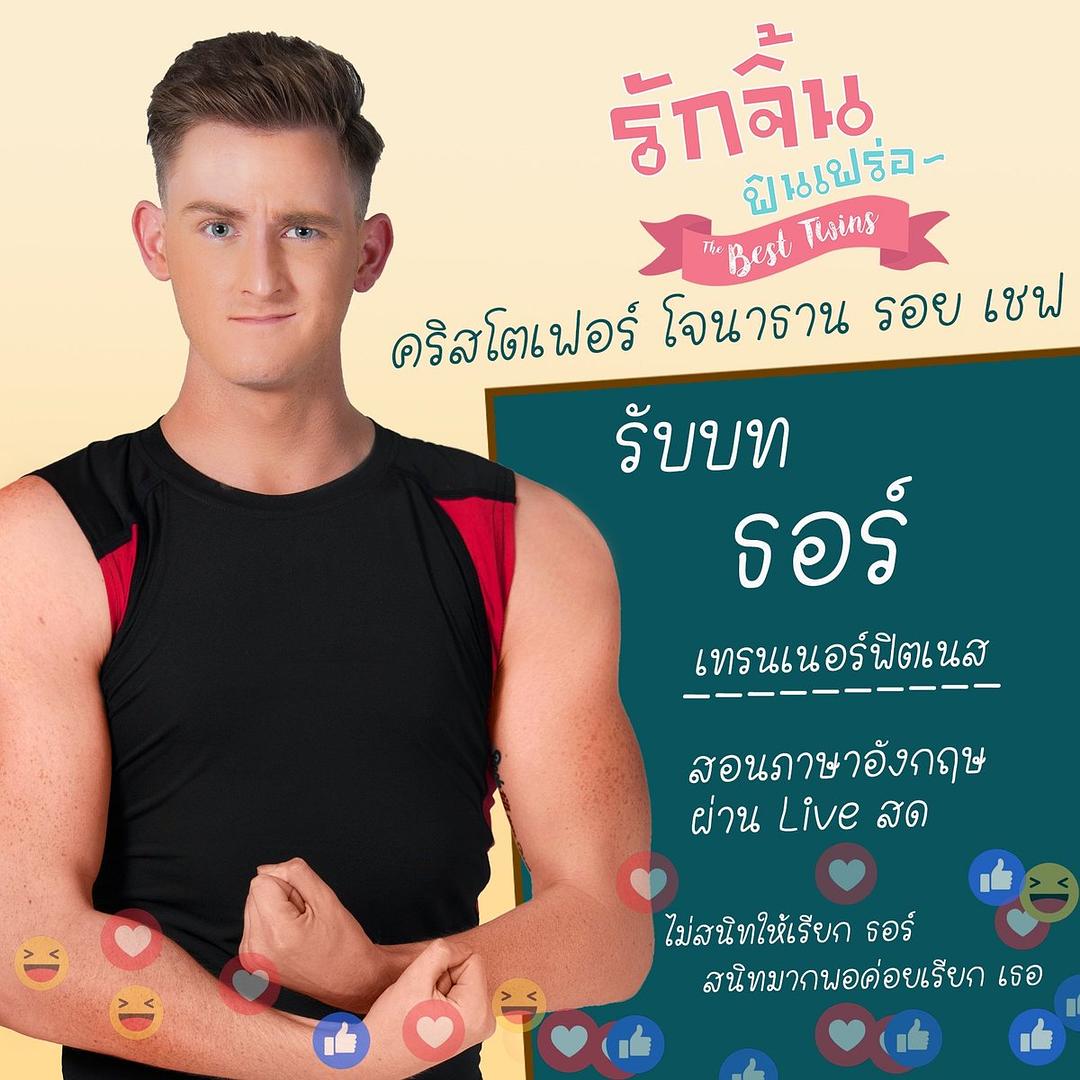 รักจิ้น
ฟินเฟร่อ~
The Best Twins
คริสโตเฟอร์ โจนาธาน รอย เชฟ
รับบท
ธอร์
เทรนเนอร์ฟิตเนส
สอนภาษาอังกฤษ
ผ่าน Live สด
ไม่สนิทให้เรียก ธอร์
สนิทมากพอค่อยเรียก เธอ